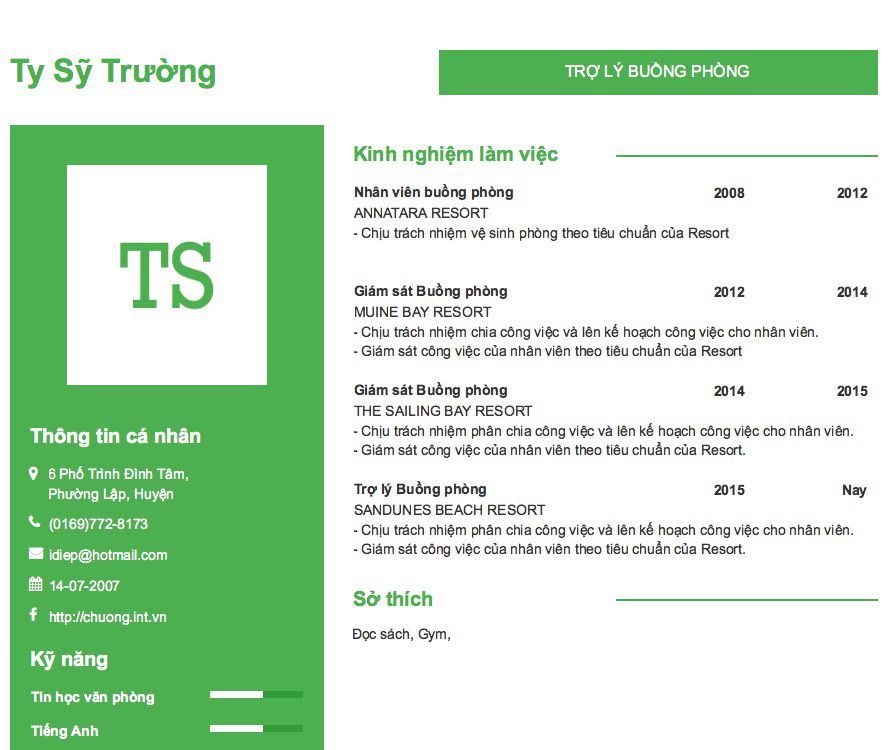 Ty Sỹ Trường
TRỢ LÝ BUỒNG PHÒNG
TS
Thông tin cá nhân
6 Phố Trình Đình Tâm,
Phường Lập, Huyện
(0169)772-8173
idiep@hotmail.com
14-07-2007
http://chuong.int.vn
Kỹ năng
Tin học văn phòng
Tiếng Anh
Kinh nghiệm làm việc
Nhân viên buồng phòng 2008 2012
ANNATARA RESORT
- Chịu trách nhiệm vệ sinh phòng theo tiêu chuẩn của Resort
Giám sát Buồng phòng 2012 2014
MUINE BAY RESORT
- Chịu trách nhiệm chia công việc và lên kế hoạch công việc cho nhân viên.
- Giám sát công việc của nhân viên theo tiêu chuẩn của Resort
Giám sát Buồng phòng 2014 2015
THE SAILING BAY RESORT
- Chịu trách nhiệm phân chia công việc và lên kế hoạch công việc cho nhân viên.
- Giám sát công việc của nhân viên theo tiêu chuẩn của Resort.
Trợ lý Buồng phòng 2015 Nay
SANDUNES BEACH RESORT
- Chịu trách nhiệm phân chia công việc và lên kế hoạch công việc cho nhân viên.
- Giám sát công việc của nhân viên theo tiêu chuẩn của Resort.
Sở thích
Đọc sách, Gym,